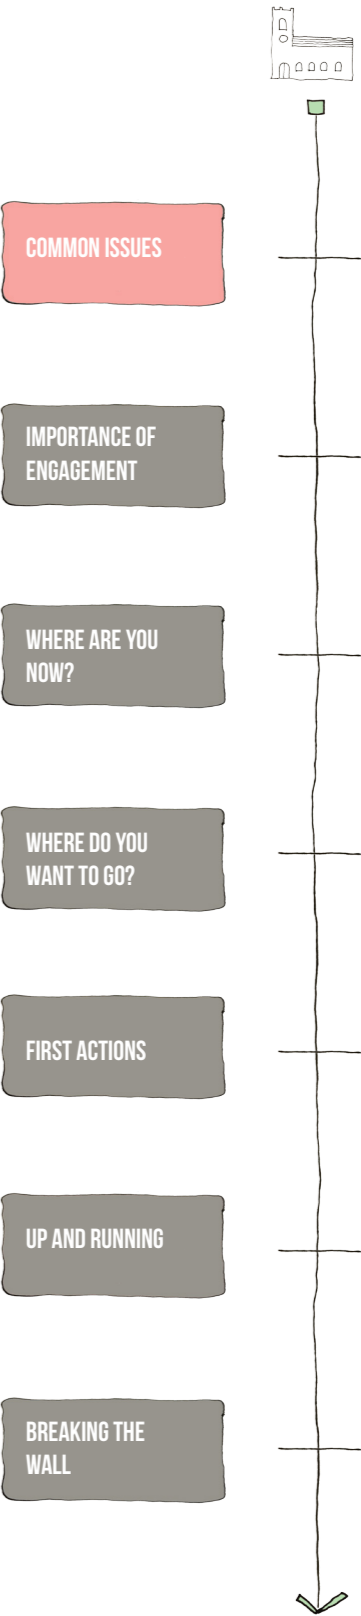 COMMON ISSUES
IMPORTANCE OF
ENGAGEMENT
WHERE ARE YOU
NOW?
WHERE DO YOU
WANT TO GO?
FIRST ACTIONS
UP AND RUNNING
BREAKING THE
WALL